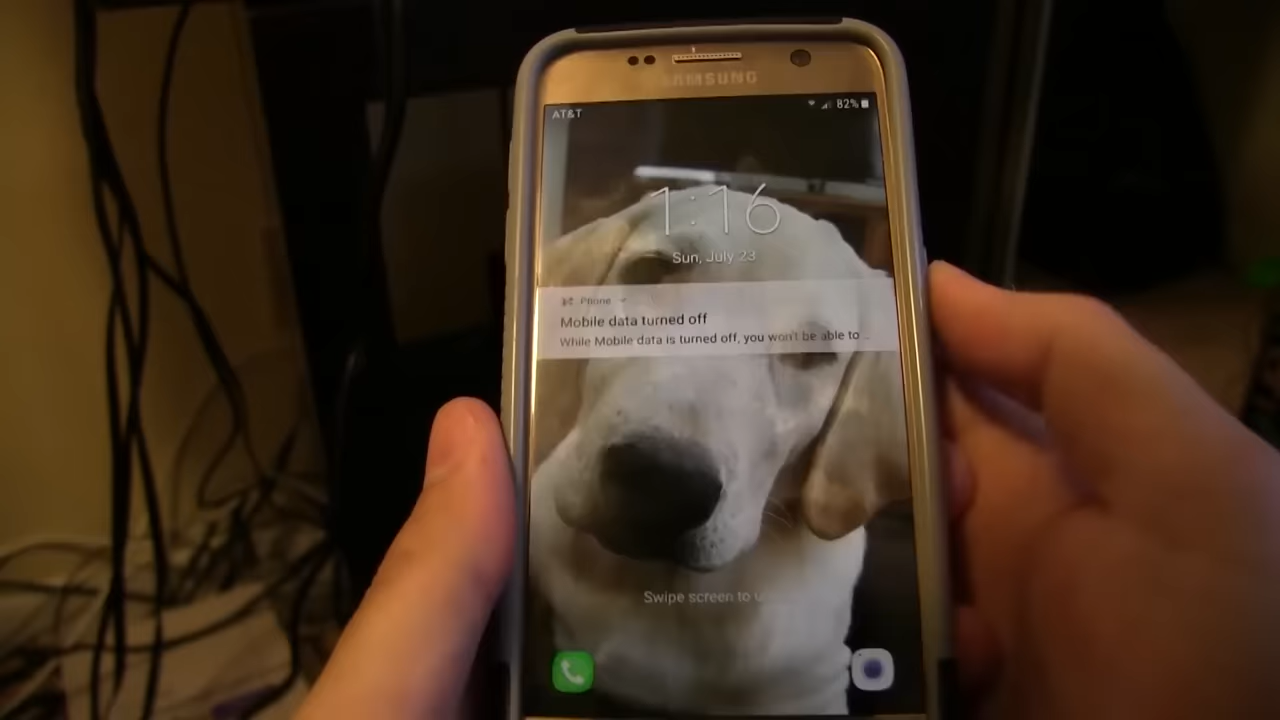 SAMSUNG
AT&T 82%
1:16
Sun, July 23
Phone
Mobile data turned off
While Mobile data is turned off, you won't be able to ...
Swipe screen to